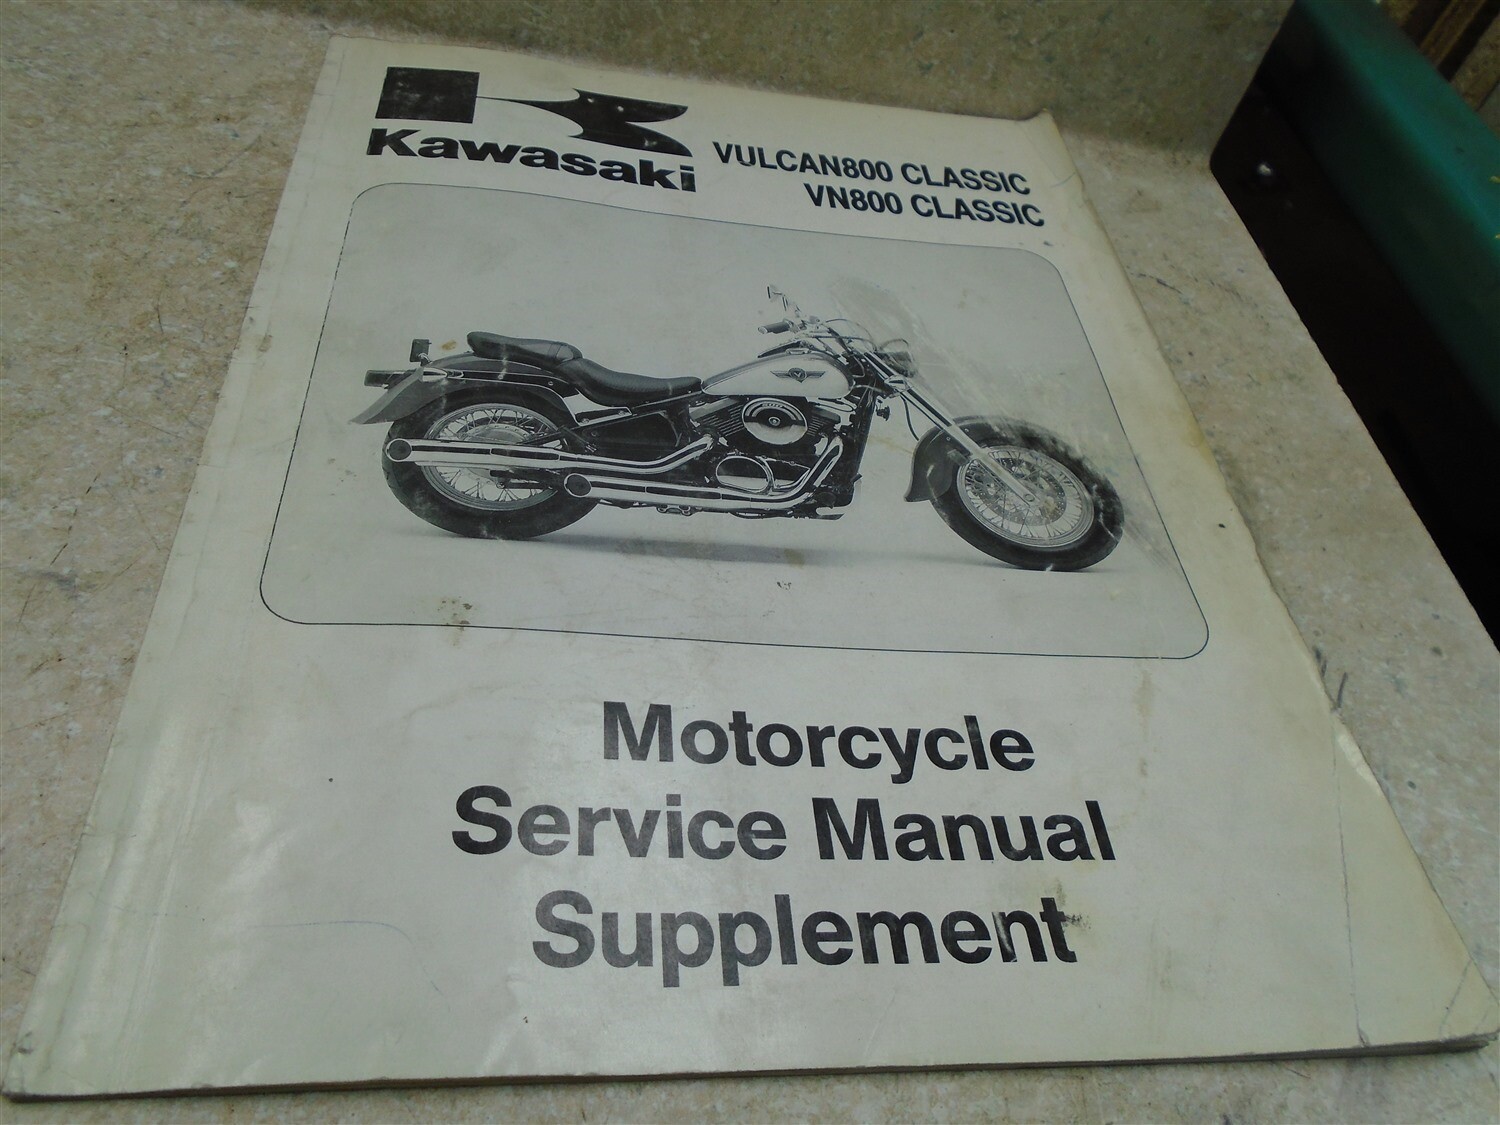 Kawasaki
VULCAN800 CLASSIC
VN800 CLASSIC
Motorcycle
Service Manual
Supplement